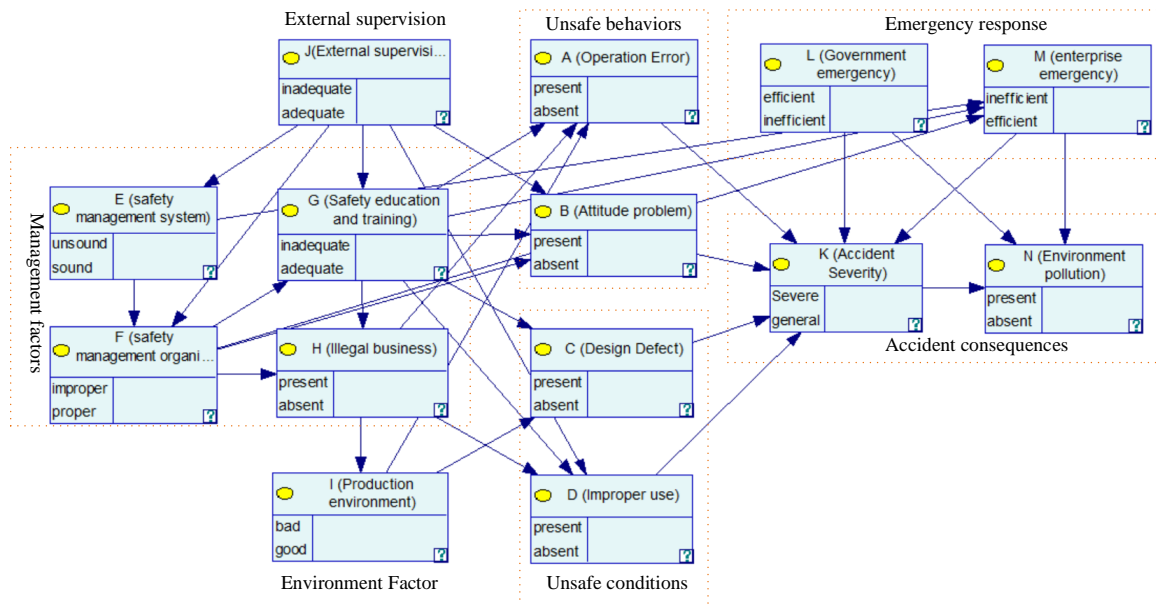 External supervision
Unsafe behaviors
Emergency response
J(External supervisi...
inadequate
adequate
?
A (Operation Error)
present
absent
?
L (Government
emergency)
efficient
inefficient
?
M (enterprise
emergency)
inefficient
efficient
?
Management factors
E (safety
management system)
unsound
sound
?
G (Safety education
and training)
inadequate
adequate
?
B (Attitude problem)
present
absent
?
K (Accident
Severity)
Severe
general
?
N (Environment
pollution)
present
absent
?
Accident consequences
F (safety
management organi...
improper
proper
?
H (Illegal business)
present
absent
?
C (Design Defect)
present
absent
?
I (Production
environment)
bad
good
?
D (Improper use)
present
absent
?
Environment Factor
Unsafe conditions